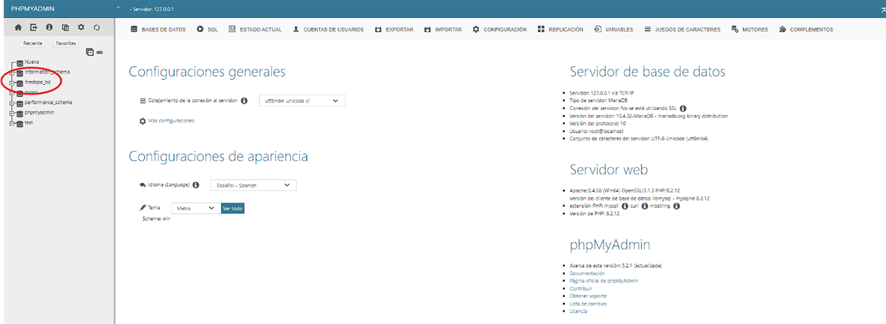 PHPMYADMIN
Servidor: 127.0.0.1
BASES DE DATOS SQL ESTADO ACTUAL CUENTAS DE USUARIOS EXPORTAR IMPORTAR CONFIGURACIÓN REPLICACIÓN VARIABLES JUEGOS DE CARACTERES MOTORES COMPLEMENTOS
Reciente Favoritas
Nueva
information_schema
mysql
performance_schema
phpmyadmin
test
Configuraciones generales
Cotejamiento de la conexión al servidor: utf8mb4_unicode_ci
Más configuraciones
Configuraciones de apariencia
Idioma (Language) Español - Spanish
Tema Metro Ver todo
Scheme: win
Servidor de base de datos
Servidor: 127.0.0.1 via TCP/IP
Tipo de servidor: MariaDB
Conexión del servidor: No se está utilizando SSL
Versión del servidor: 10.4.32-MariaDB - mariadb.org binary distribution
Versión del protocolo: 10
Usuario: root@localhost
Conjunto de caracteres del servidor: UTF-8 Unicode (utf8mb4)
Servidor web
Apache/2.4.58 (Win64) OpenSSL/3.1.3 PHP/8.2.12
Versión del cliente de base de datos: libmysql - mysqlnd 8.2.12
extensión PHP: mysqli curl mbstring
Versión de PHP: 8.2.12
phpMyAdmin
Acerca de esta versión: 5.2.1 (actualizada)
Documentación
Página oficial de phpMyAdmin
Contribuir
Obtener soporte
Lista de cambios
Licencia